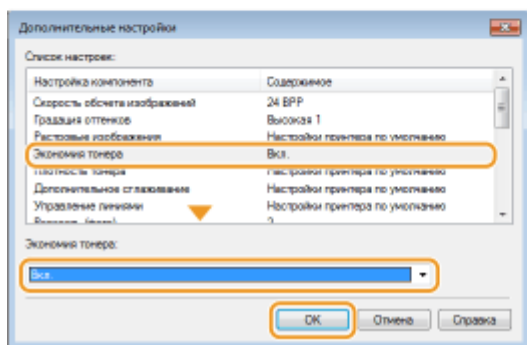 Дополнительные настройки
Список настроек:
Настройка компонента Содержимое
Скорость обсчета изображений 24 BPP
Градация оттенков Высокая 1
Растровые изображения Настройки принтера по умолчанию
Экономия тонера Вкл.
Плотность тонера Настройки принтера по умолчанию
Дополнительное сглаживание Настройки принтера по умолчанию
Управление линиями Настройки принтера по умолчанию
Экономия тонера:
Вкл.
OK Отмена Справка